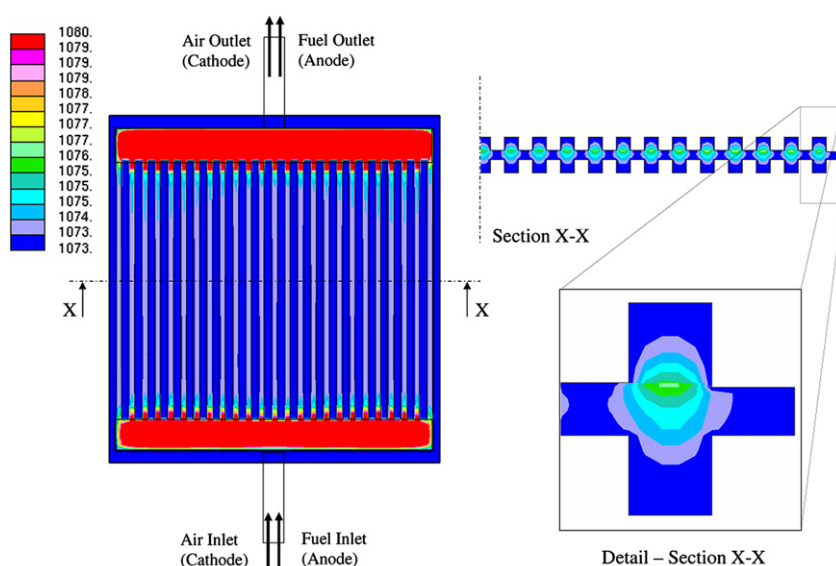 1080.
1079.
1079.
1079.
1078.
1077.
1077.
1077.
1076.
1075.
1075.
1074.
1073.
1073.
Air Outlet
(Cathode)
Fuel Outlet
(Anode)
X
X
Air Inlet
(Cathode)
Fuel Inlet
(Anode)
Section X-X
Detail – Section X-X